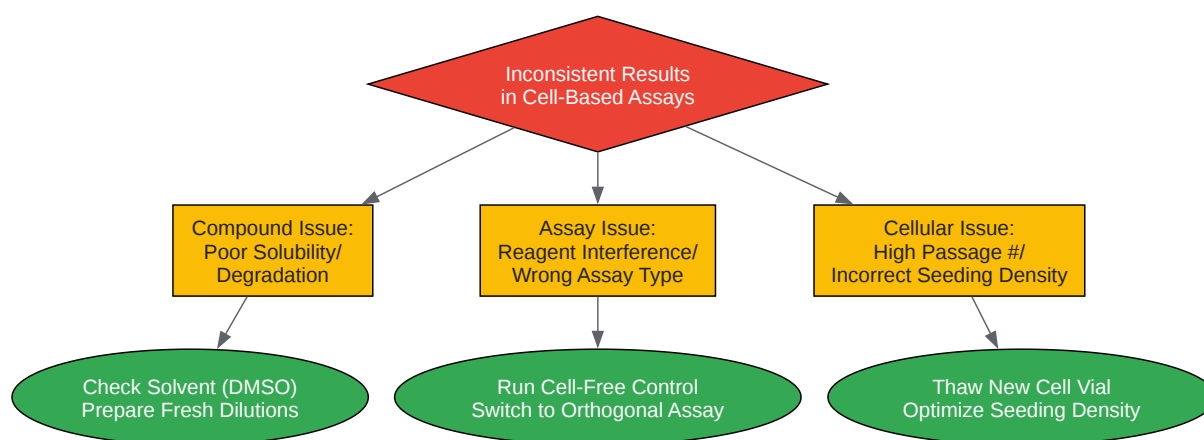 Inconsistent Results
in Cell-Based Assays
Compound Issue:
Poor Solubility/
Degradation
Assay Issue:
Reagent Interference/
Wrong Assay Type
Cellular Issue:
High Passage #/
Incorrect Seeding Density
Check Solvent (DMSO)
Prepare Fresh Dilutions
Run Cell-Free Control
Switch to Orthogonal Assay
Thaw New Cell Vial
Optimize Seeding Density